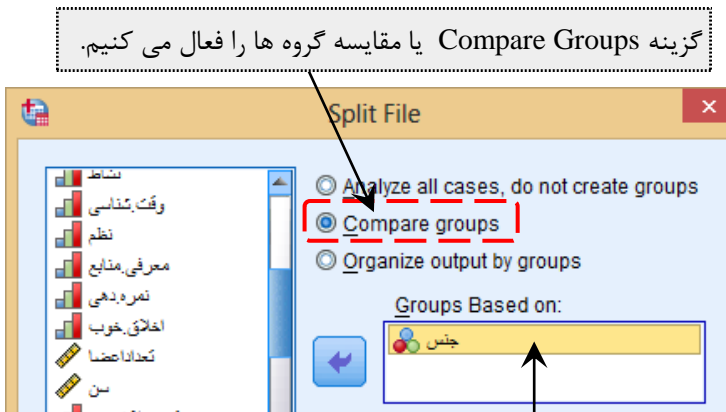 گزینه Compare Groups یا مقایسه گروه ها را فعال می کنیم.
Split File
نشاط
وقت.شناسی
نظم
معرفی.منابع
نمره.دهی
اخلاق.خوب
تعداداعضا
سن
Analyze all cases, do not create groups
Compare groups
Organize output by groups
Groups Based on:
جنس